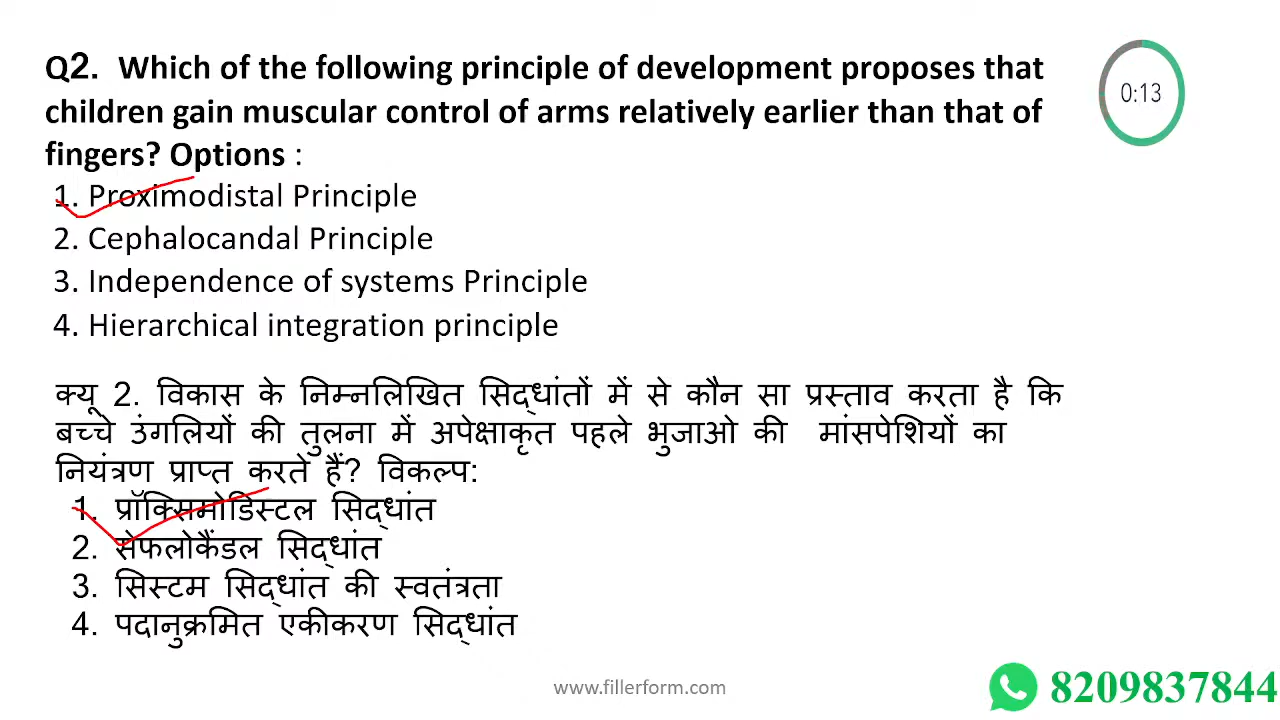 Q2. Which of the following principle of development proposes that
children gain muscular control of arms relatively earlier than that of
fingers? Options :
1. Proximodistal Principle
2. Cephalocandal Principle
3. Independence of systems Principle
4. Hierarchical integration principle
0:13
क्यू 2. विकास के निम्नलिखित सिद्धांतों में से कौन सा प्रस्ताव करता है कि
बच्चे उंगलियों की तुलना में अपेक्षाकृत पहले भुजाओ की मांसपेशियों का
नियंत्रण प्राप्त करते हैं? विकल्प:
1. प्रॉक्सिमोडिस्टल सिद्धांत
2. सेफलोकैंडल सिद्धांत
3. सिस्टम सिद्धांत की स्वतंत्रता
4. पदानुक्रमित एकीकरण सिद्धांत
www.fillerform.com
8209837844